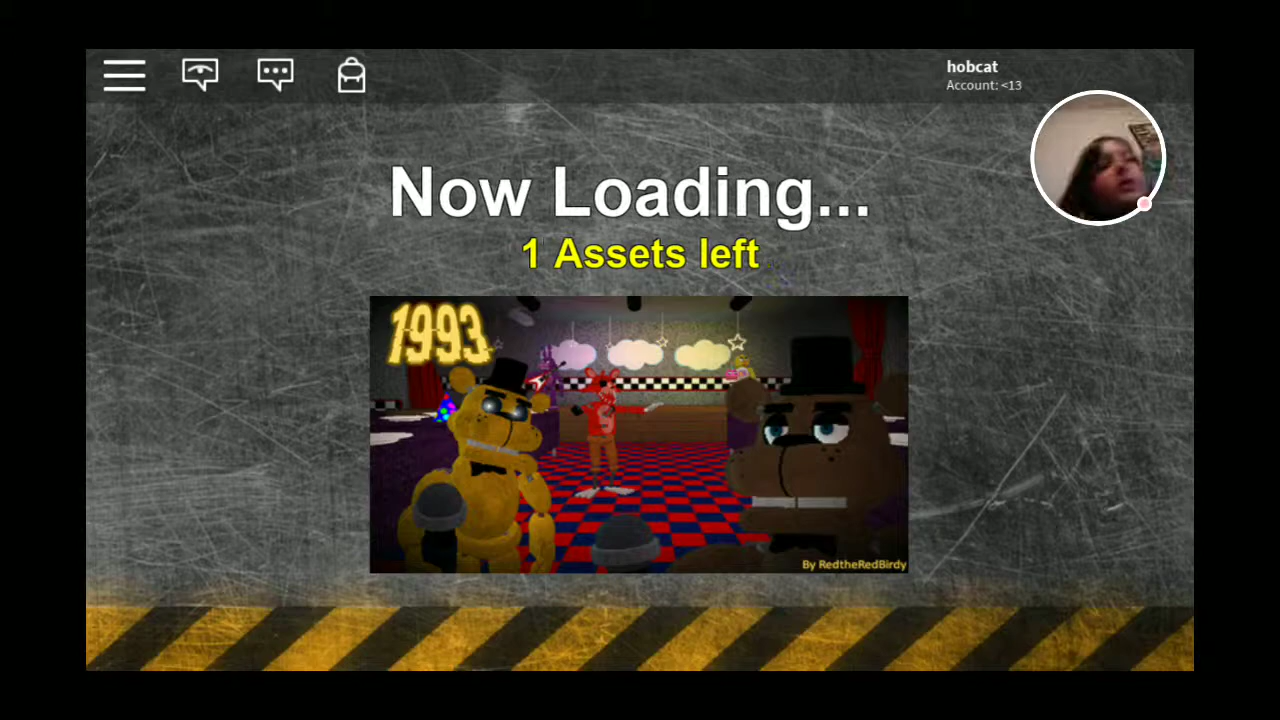 hobcat
Account: <13
Now Loading...
1 Assets left
1993
By RedtheRedBirdy